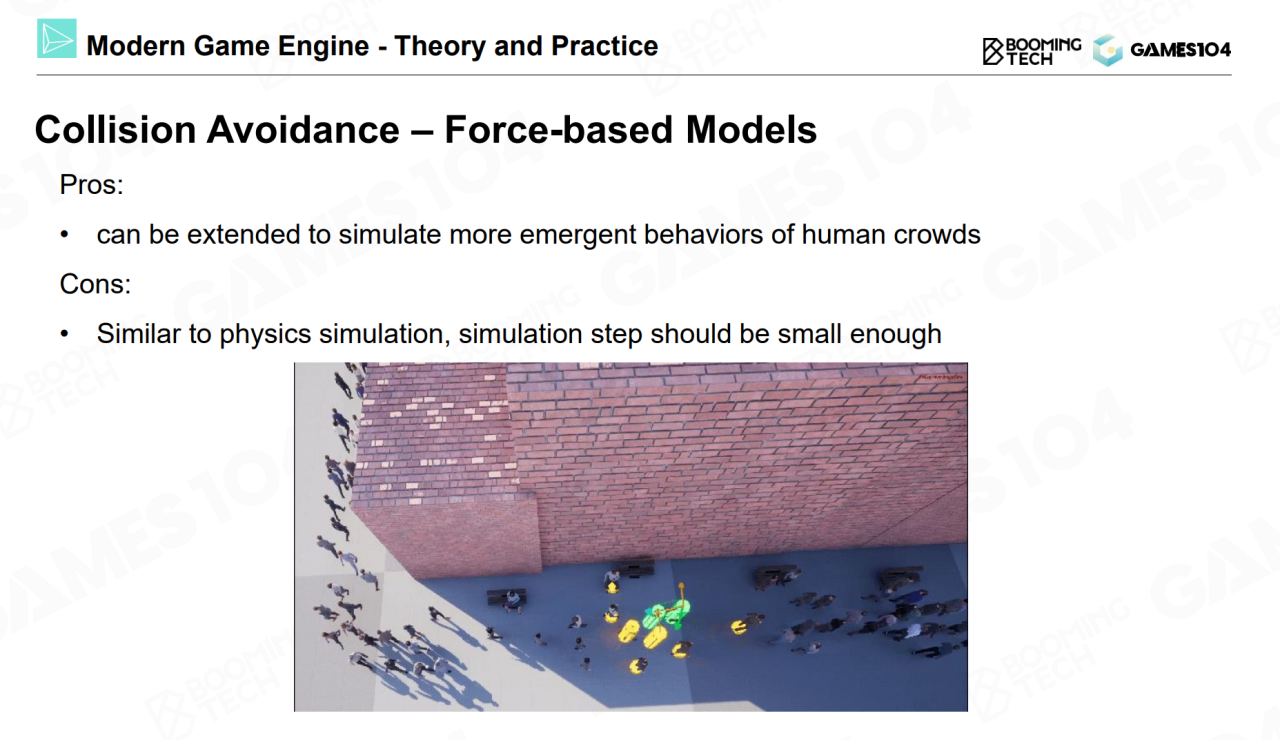 Modern Game Engine - Theory and Practice
BOOMING
TECH
GAMES104
Collision Avoidance – Force-based Models
Pros:
• can be extended to simulate more emergent behaviors of human crowds
Cons:
• Similar to physics simulation, simulation step should be small enough